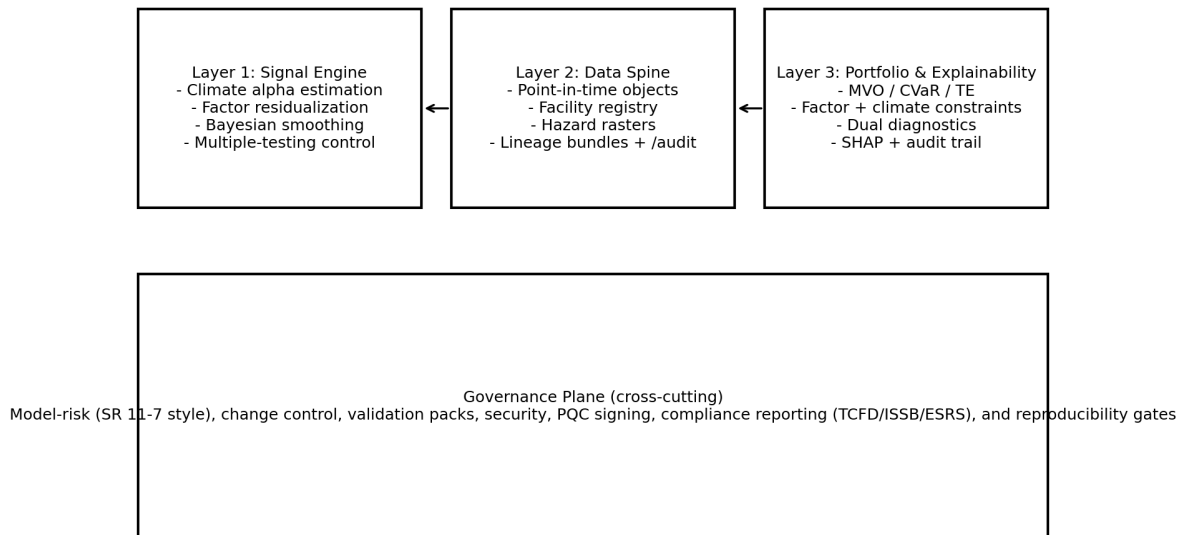 Layer 1: Signal Engine
- Climate alpha estimation
- Factor residualization
- Bayesian smoothing
- Multiple-testing control
Layer 2: Data Spine
- Point-in-time objects
- Facility registry
- Hazard rasters
- Lineage bundles + /audit
Layer 3: Portfolio & Explainability
- MVO / CVaR / TE
- Factor + climate constraints
- Dual diagnostics
- SHAP + audit trail
Governance Plane (cross-cutting)
Model-risk (SR 11-7 style), change control, validation packs, security, PQC signing, compliance reporting (TCFD/ISSB/ESRS), and reproducibility gates